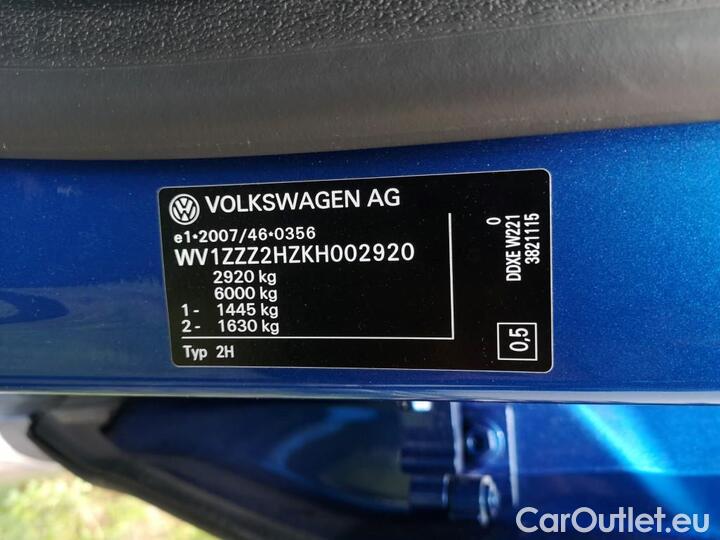 VOLKSWAGEN AG
e1•2007/46•0356
WV1ZZZ2HZKH002920
2920 kg
6000 kg
1 - 1445 kg
2 - 1630 kg
Typ 2H
0
DDXE W221
3821115
0,5
CarOutlet.eu